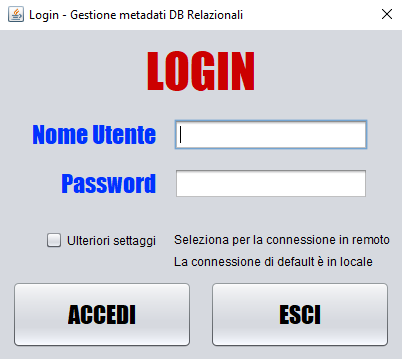 Login - Gestione metadati DB Relazionali
LOGIN
Nome Utente
Password
Ulteriori settaggi
Seleziona per la connessione in remoto
La connessione di default è in locale
ACCEDI
ESCI